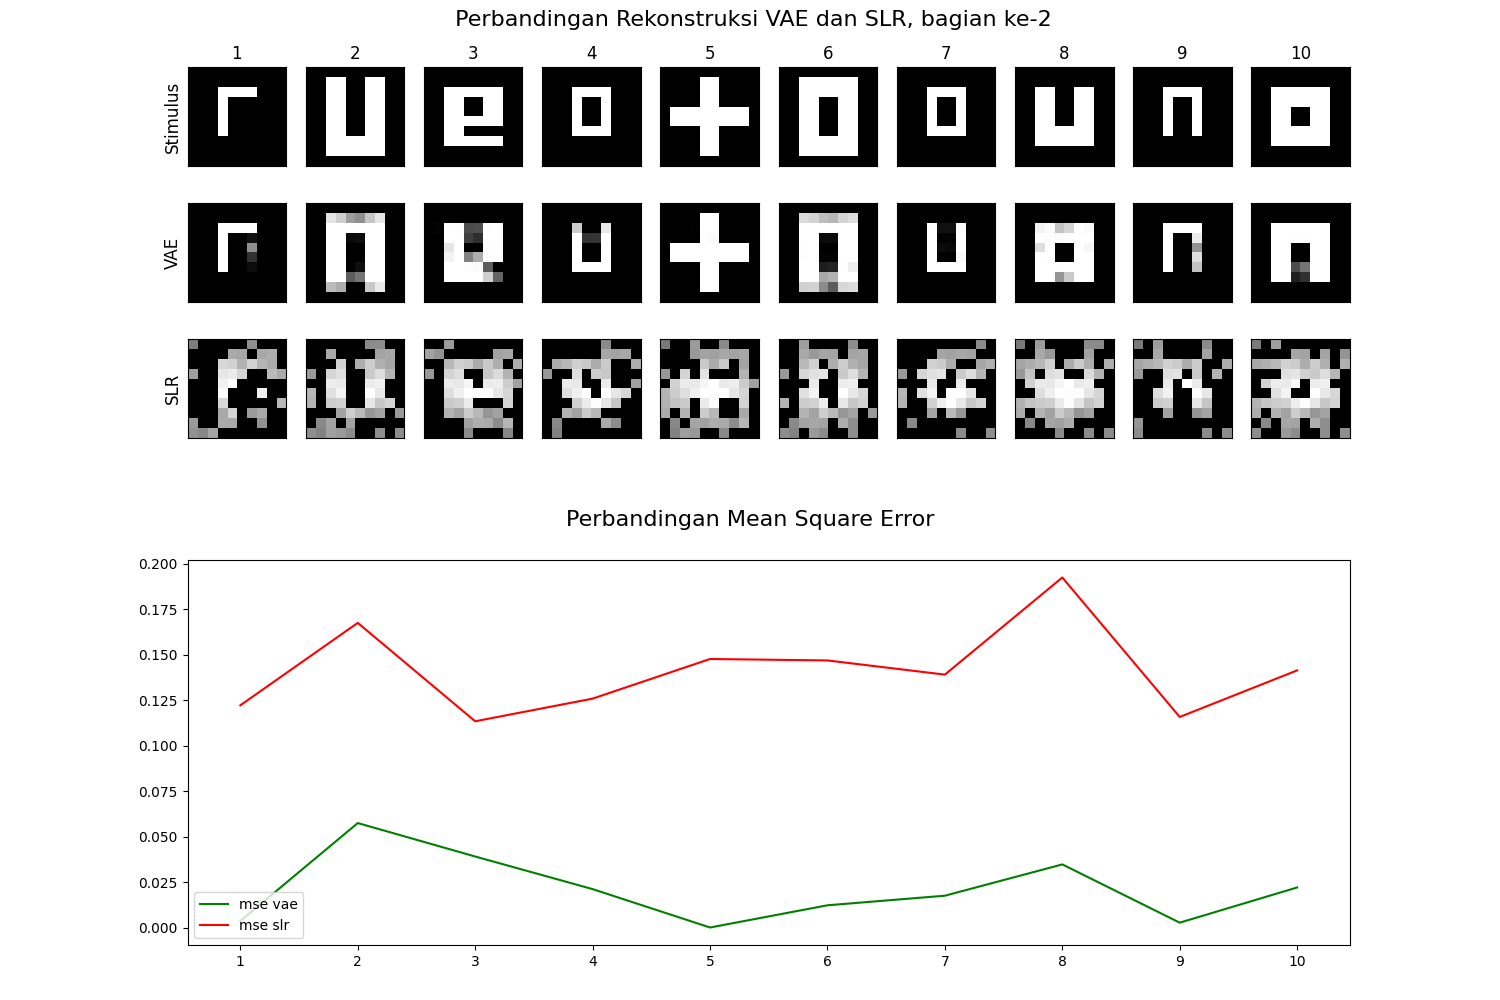 Perbandingan Rekonstruksi VAE dan SLR, bagian ke-2
1 2 3 4 5 6 7 8 9 10
Stimulus
VAE
SLR
Perbandingan Mean Square Error
0.200
0.175
0.150
0.125
0.100
0.075
0.050
0.025
0.000
mse vae
mse slr
1 2 3 4 5 6 7 8 9 10